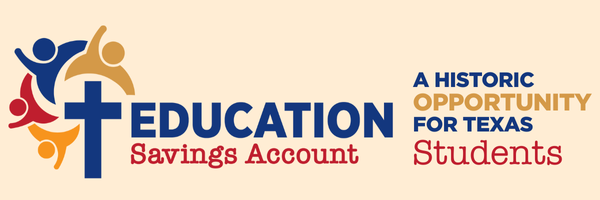 EDUCATION
Savings Account
A HISTORIC
OPPORTUNITY
FOR TEXAS
Students